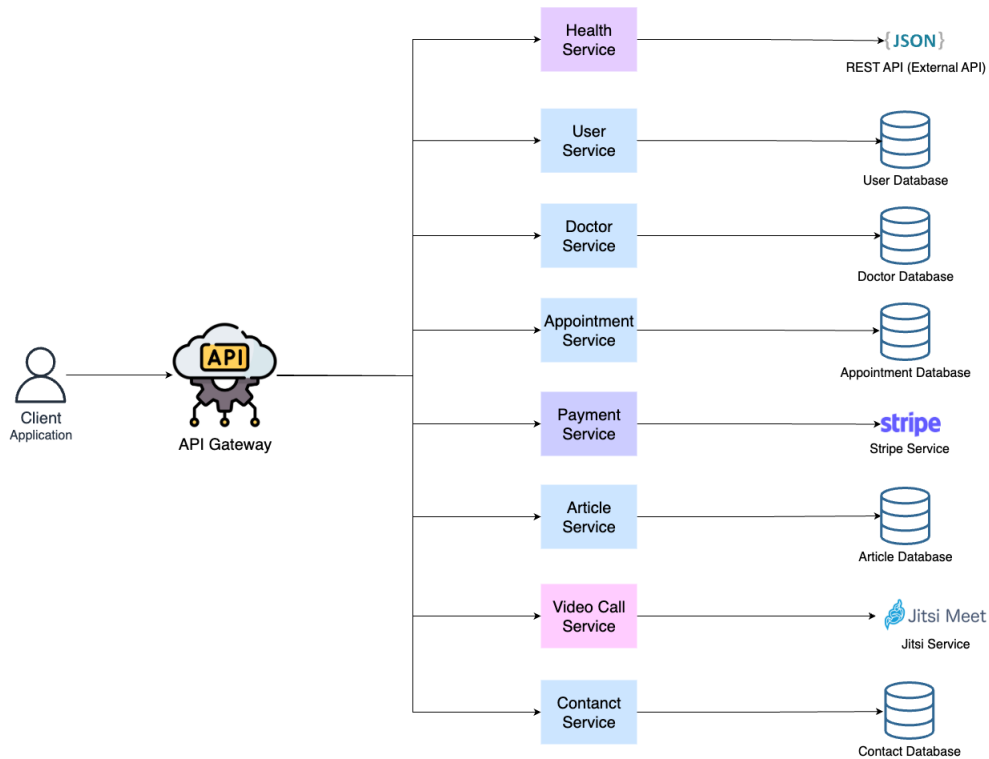 Health
Service
{JSON}
REST API (External API)
User
Service
User Database
Doctor
Service
Doctor Database
Appointment
Service
Appointment Database
API
Client
Application
API Gateway
Payment
Service
stripe
Stripe Service
Article
Service
Article Database
Video Call
Service
Jitsi Meet
Jitsi Service
Contanct
Service
Contact Database